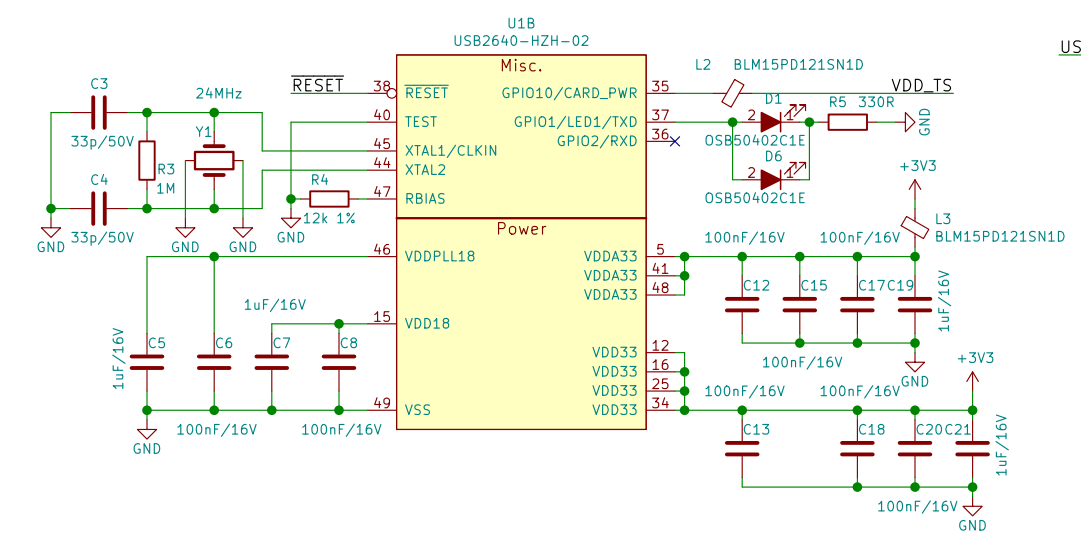 U1B
USB2640-HZH-02
US
Misc.
L2 BLM15PD121SN1D
C3
RESET
38 RESET
GPIO10/CARD_PWR 35
VDD_TS
24MHz
D1
R5 330R
40 TEST
GPIO1/LED1/TXD 37
2 1
GND
Y1
GPIO2/RXD 36
OSB50402C1E
33p/50V
45 XTAL1/CLKIN
D6
R3
44 XTAL2
+3V3
2 1
C4
R4
1M
47 RBIAS
OSB50402C1E
12k 1%
L3
33p/50V
GND
GND
GND
GND
Power
100nF/16V
100nF/16V
BLM15PD121SN1D
46 VDDPLL18
VDDA33 5
VDDA33 41
C12
C15
C17
C19
VDDA33 48
1uF/16V
1uF/16V
15 VDD18
C5
C6
C7
C8
1uF/16V
VDD33 12
+3V3
100nF/16V
VDD33 16
GND
VDD33 25
100nF/16V
100nF/16V
49 VSS
VDD33 34
100nF/16V
100nF/16V
C13
C18
C20
C21
1uF/16V
GND
100nF/16V
GND